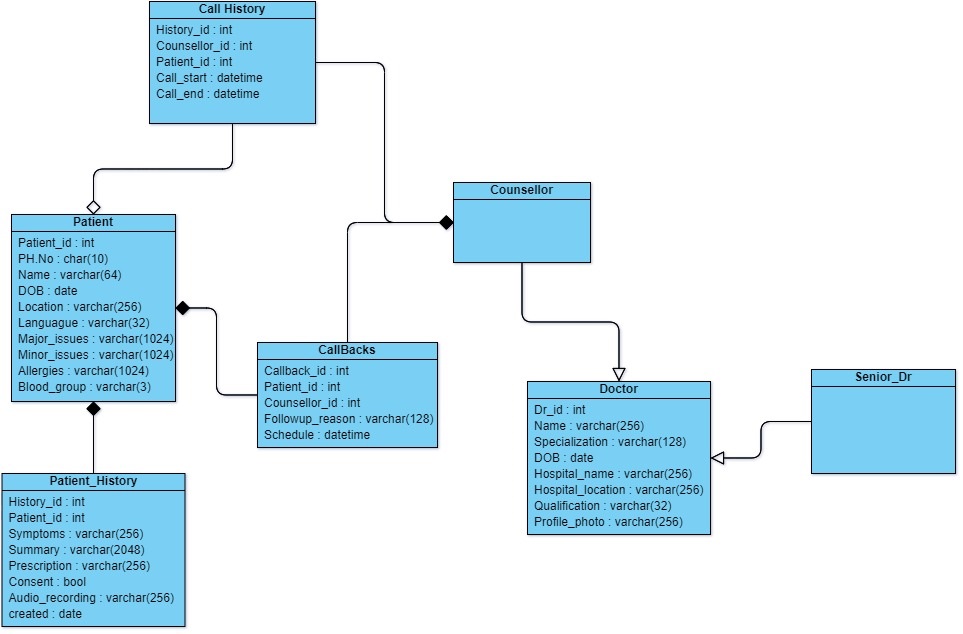 Call History
History_id : int
Counsellor_id : int
Patient_id : int
Call_start : datetime
Call_end : datetime
Counsellor
Patient
Patient_id : int
PH.No : char(10)
Name : varchar(64)
DOB : date
Location : varchar(256)
Languague : varchar(32)
Major_issues : varchar(1024)
Minor_issues : varchar(1024)
Allergies : varchar(1024)
Blood_group : varchar(3)
CallBacks
Callback_id : int
Patient_id : int
Counsellor_id : int
Followup_reason : varchar(128)
Schedule : datetime
Doctor
Dr_id : int
Name : varchar(256)
Specialization : varchar(128)
DOB : date
Hospital_name : varchar(256)
Hospital_location : varchar(256)
Qualification : varchar(32)
Profile_photo : varchar(256)
Senior_Dr
Patient_History
History_id : int
Patient_id : int
Symptoms : varchar(256)
Summary : varchar(2048)
Prescription : varchar(256)
Consent : bool
Audio_recording : varchar(256)
created : date